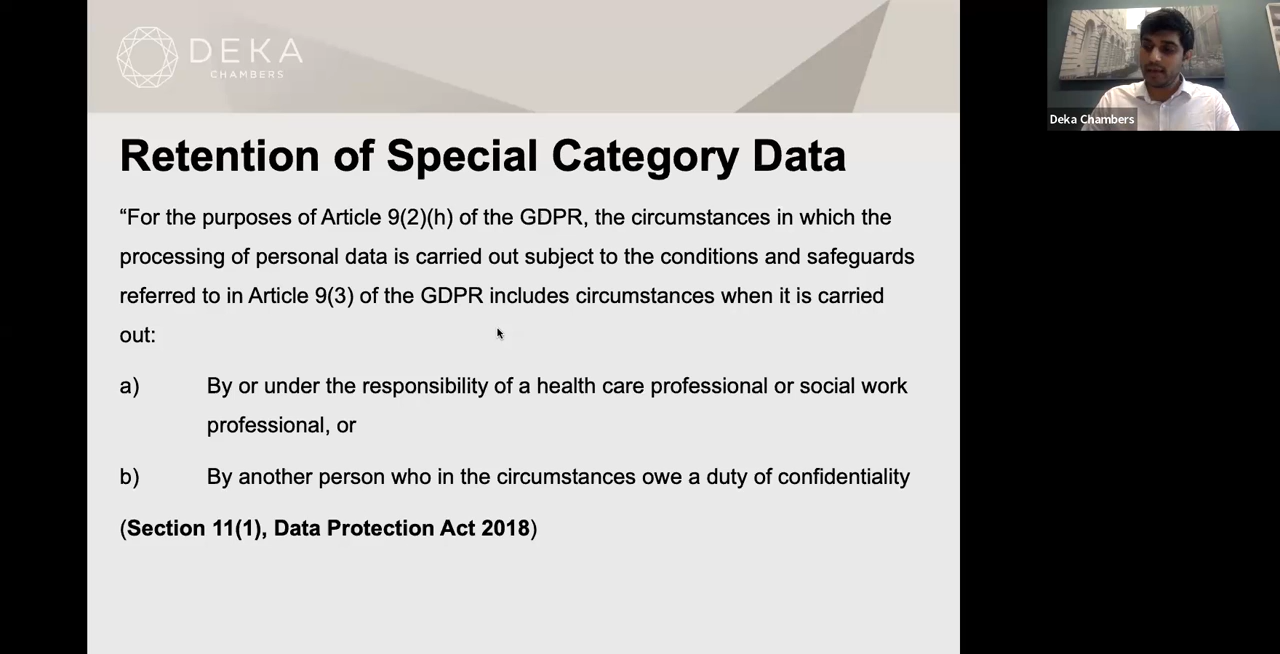 DEKA
CHAMBERS
Deka Chambers
Retention of Special Category Data
“For the purposes of Article 9(2)(h) of the GDPR, the circumstances in which the
processing of personal data is carried out subject to the conditions and safeguards
referred to in Article 9(3) of the GDPR includes circumstances when it is carried
out:
a) By or under the responsibility of a health care professional or social work
professional, or
b) By another person who in the circumstances owe a duty of confidentiality
(Section 11(1), Data Protection Act 2018)